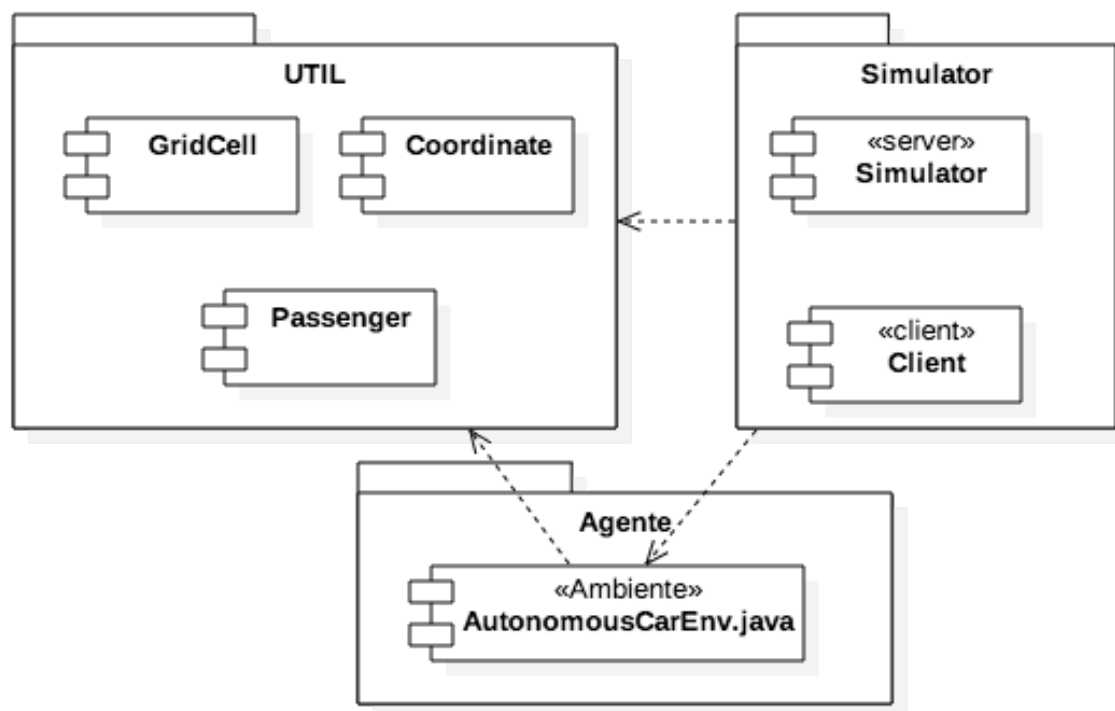 UTIL
GridCell
Coordinate
Passenger
Simulator
«server»
Simulator
«client»
Client
Agente
«Ambiente»
AutonomousCarEnv.java